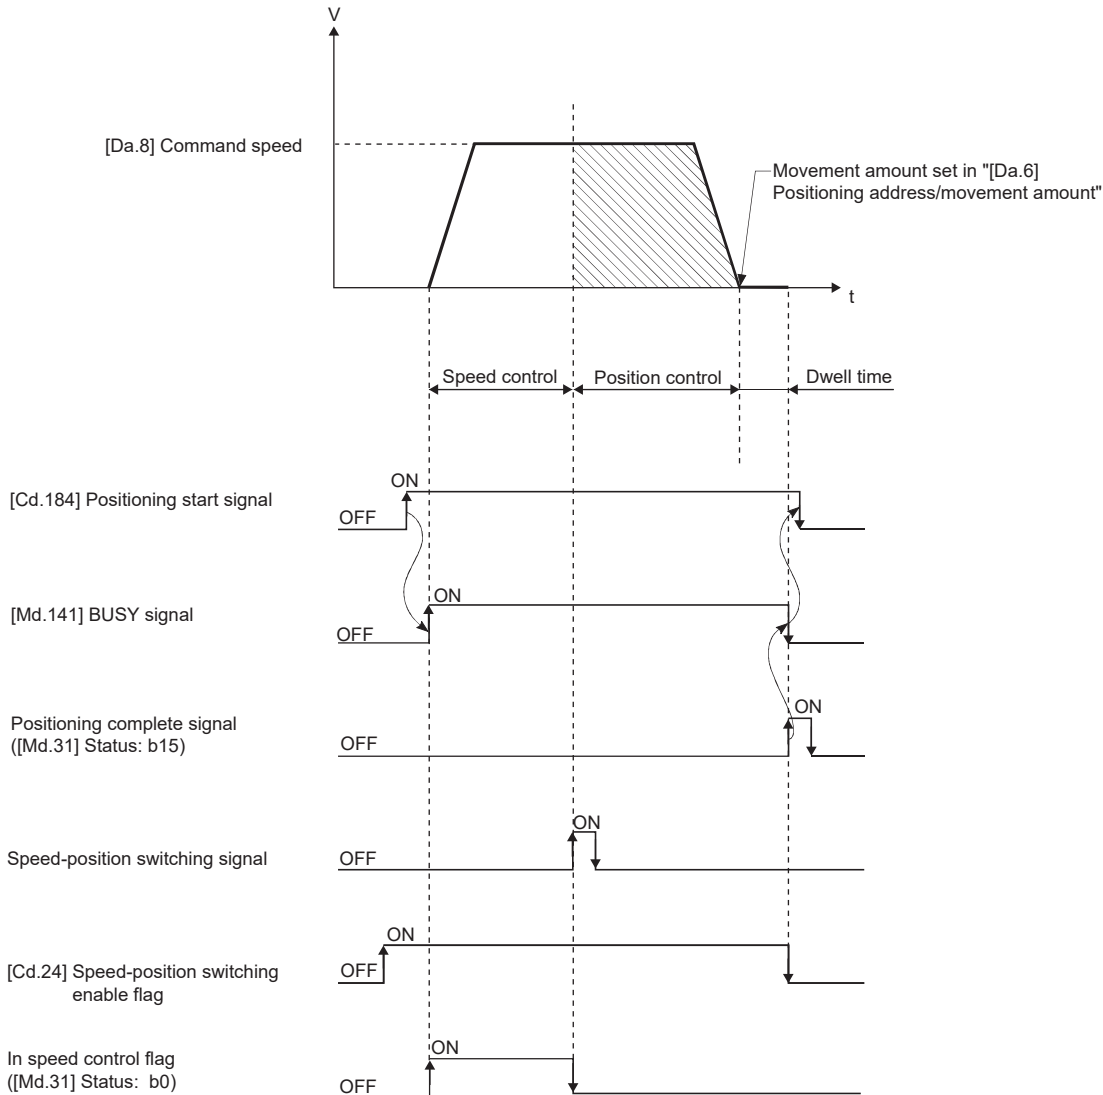 V
[Da.8] Command speed
Movement amount set in "[Da.6]
Positioning address/movement amount"
t
Speed control
Position control
Dwell time
ON
[Cd.184] Positioning start signal
OFF
ON
[Md.141] BUSY signal
OFF
ON
Positioning complete signal
([Md.31] Status: b15)
OFF
ON
Speed-position switching signal
OFF
ON
[Cd.24] Speed-position switching
enable flag
OFF
ON
In speed control flag
([Md.31] Status: b0)
OFF